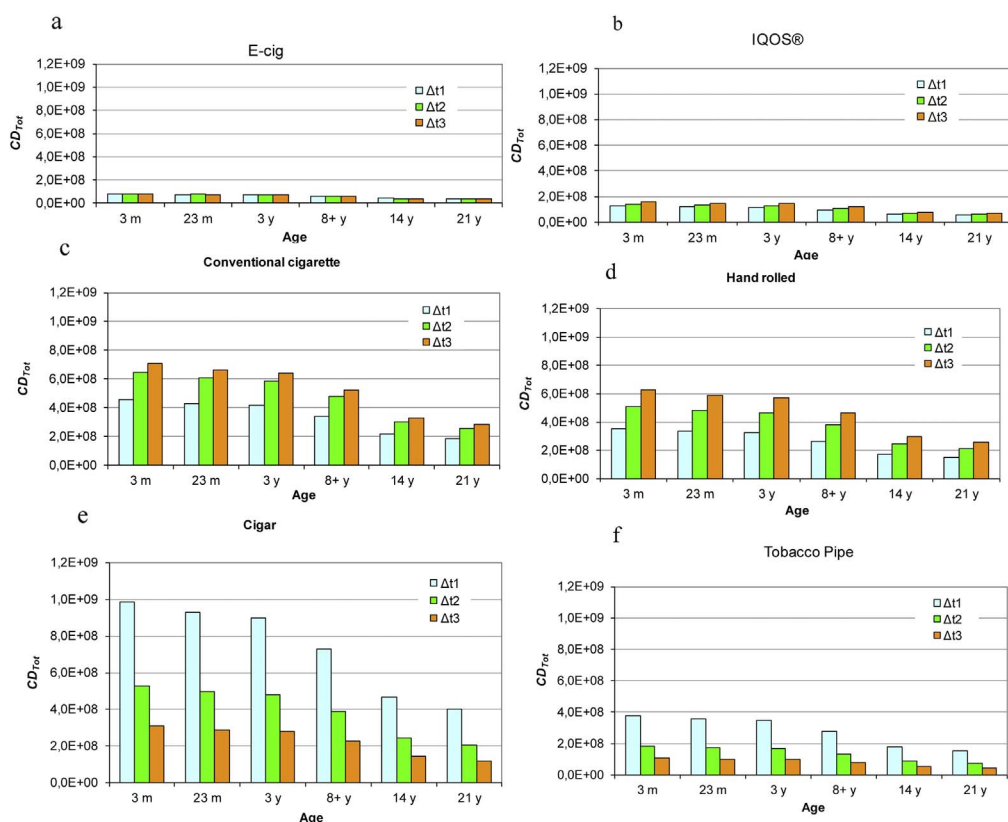 a
E-cig
1,2E+09
1,0E+09
8,0E+08
6,0E+08
4,0E+08
2,0E+08
0,0E+00
CD_Tot
Δt1
Δt2
Δt3
3 m 23 m 3 y 8+ y 14 y 21 y
Age
b
IQOS®
1,2E+09
1,0E+09
8,0E+08
6,0E+08
4,0E+08
2,0E+08
0,0E+00
CD_Tot
Δt1
Δt2
Δt3
3 m 23 m 3 y 8+ y 14 y 21 y
Age
c
Conventional cigarette
1,2E+09
1,0E+09
8,0E+08
6,0E+08
4,0E+08
2,0E+08
0,0E+00
CD_Tot
Δt1
Δt2
Δt3
3 m 23 m 3 y 8+ y 14 y 21 y
Age
d
Hand rolled
1,2E+09
1,0E+09
8,0E+08
6,0E+08
4,0E+08
2,0E+08
0,0E+00
CD_Tot
Δt1
Δt2
Δt3
3 m 23 m 3 y 8+ y 14 y 21 y
Age
e
Cigar
1,2E+09
1,0E+09
8,0E+08
6,0E+08
4,0E+08
2,0E+08
0,0E+00
CD_Tot
Δt1
Δt2
Δt3
3 m 23 m 3 y 8+ y 14 y 21 y
Age
f
Tobacco Pipe
1,2E+09
1,0E+09
8,0E+08
6,0E+08
4,0E+08
2,0E+08
0,0E+00
CD_Tot
Δt1
Δt2
Δt3
3 m 23 m 3 y 8+ y 14 y 21 y
Age